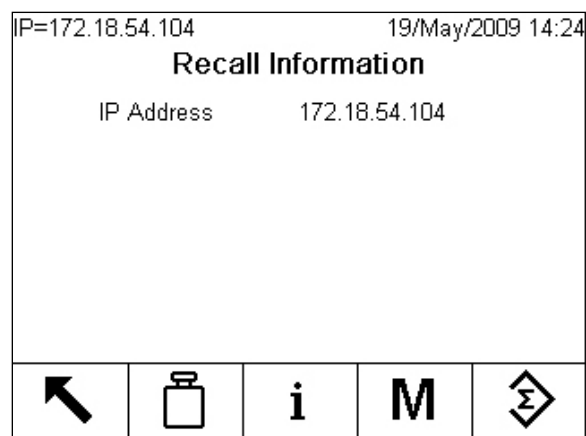 IP=172.18.54.104 19/May/2009 14:24
Recall Information
IP Address 172.18.54.104
i M Σ